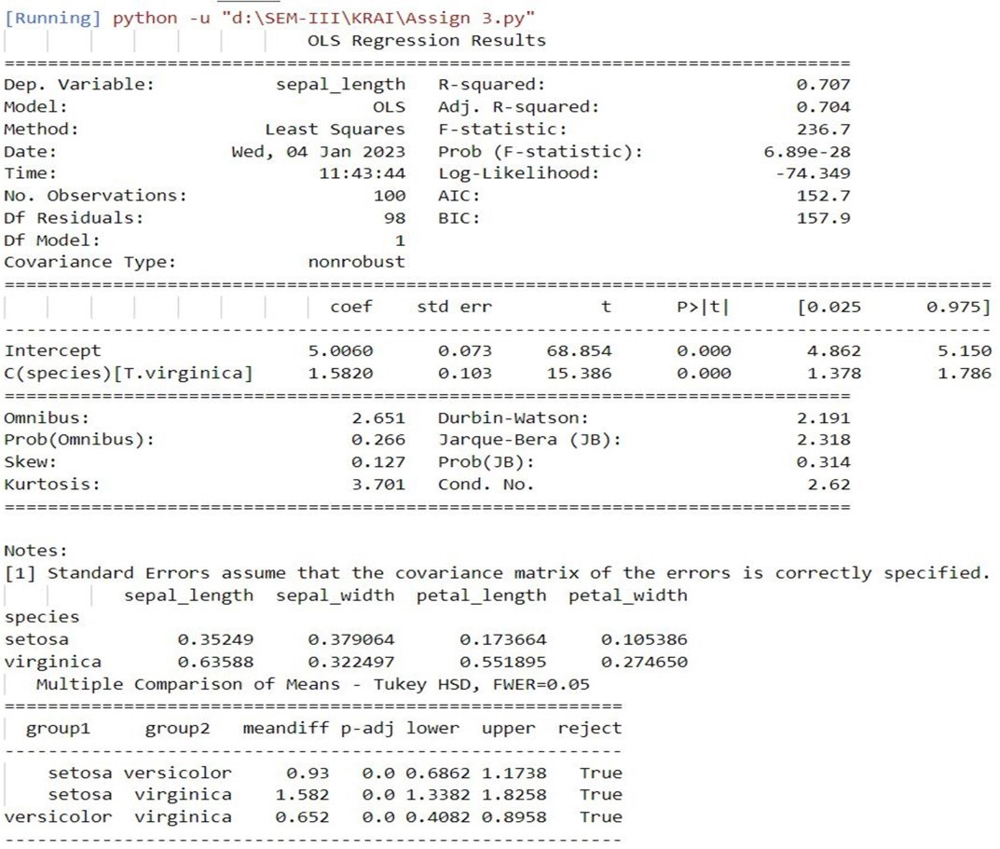 [Running] python -u "d:\SEM-III\KRAI\Assign 3.py"
OLS Regression Results
==============================================================================
Dep. Variable: sepal_length R-squared: 0.707
Model: OLS Adj. R-squared: 0.704
Method: Least Squares F-statistic: 236.7
Date: Wed, 04 Jan 2023 Prob (F-statistic): 6.89e-28
Time: 11:43:44 Log-Likelihood: -74.349
No. Observations: 100 AIC: 152.7
Df Residuals: 98 BIC: 157.9
Df Model: 1
Covariance Type: nonrobust
===========================================================================================
coef std err t P>|t| [0.025 0.975]
-------------------------------------------------------------------------------------------
Intercept 5.0060 0.073 68.854 0.000 4.862 5.150
C(species)[T.virginica] 1.5820 0.103 15.386 0.000 1.378 1.786
==============================================================================
Omnibus: 2.651 Durbin-Watson: 2.191
Prob(Omnibus): 0.266 Jarque-Bera (JB): 2.318
Skew: 0.127 Prob(JB): 0.314
Kurtosis: 3.701 Cond. No. 2.62
==============================================================================
Notes:
[1] Standard Errors assume that the covariance matrix of the errors is correctly specified.
sepal_length sepal_width petal_length petal_width
species
setosa 0.35249 0.379064 0.173664 0.105386
virginica 0.63588 0.322497 0.551895 0.274650
Multiple Comparison of Means - Tukey HSD, FWER=0.05
=========================================================
group1 group2 meandiff p-adj lower upper reject
---------------------------------------------------------
setosa versicolor 0.93 0.0 0.6862 1.1738 True
setosa virginica 1.582 0.0 1.3382 1.8258 True
versicolor virginica 0.652 0.0 0.4082 0.8958 True
---------------------------------------------------------